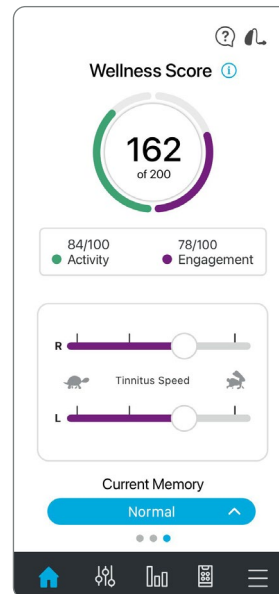 Wellness Score
162
of 200
84/100 78/100
Activity Engagement
R
Tinnitus Speed
L
Current Memory
Normal